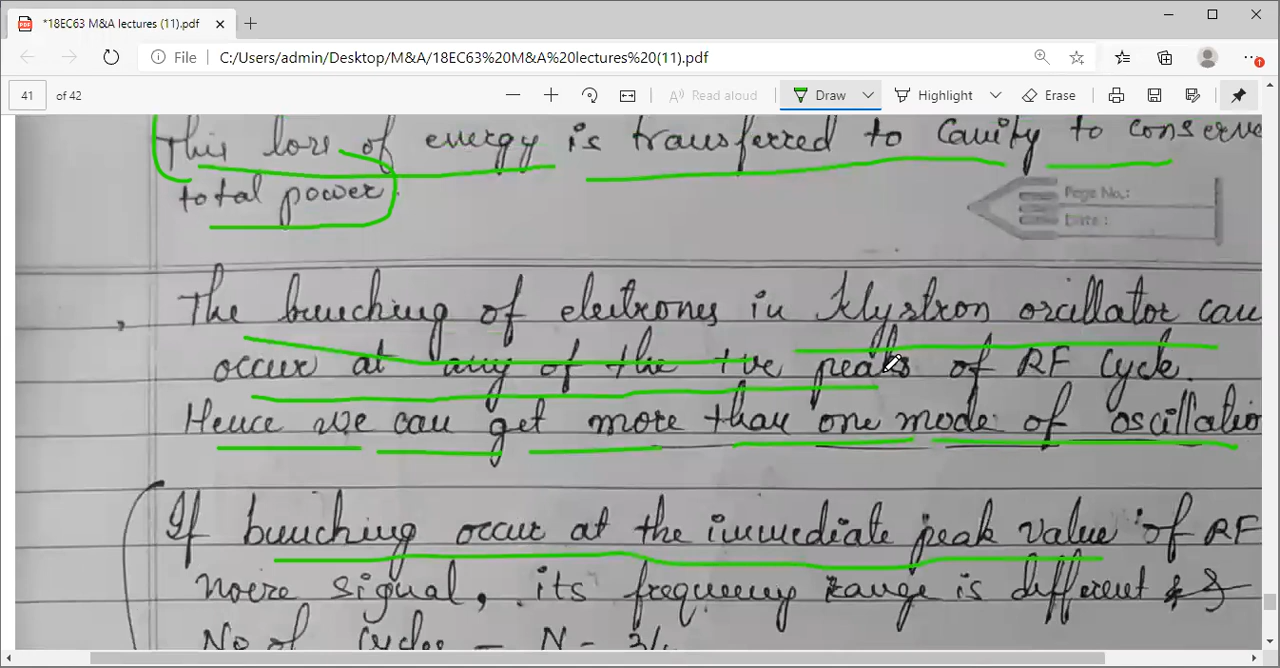 *18EC63 M&A lectures (11).pdf
File C:/Users/admin/Desktop/M&A/18EC63%20M&A%20lectures%20(11).pdf
41 of 42 Read aloud Draw Highlight Erase
This loss of energy is transferred to Cavity to conserve
total power
Page No.:
Date :
The bunching of electrones in Klystron oscillator can
occur at any of the +ve peaks of RF Cycle.
Hence we can get more than one mode of oscillatio
If bunching occur at the immediate peak value of RF
noise signal, its frequency range is different &
No of cycles = N = 3/4